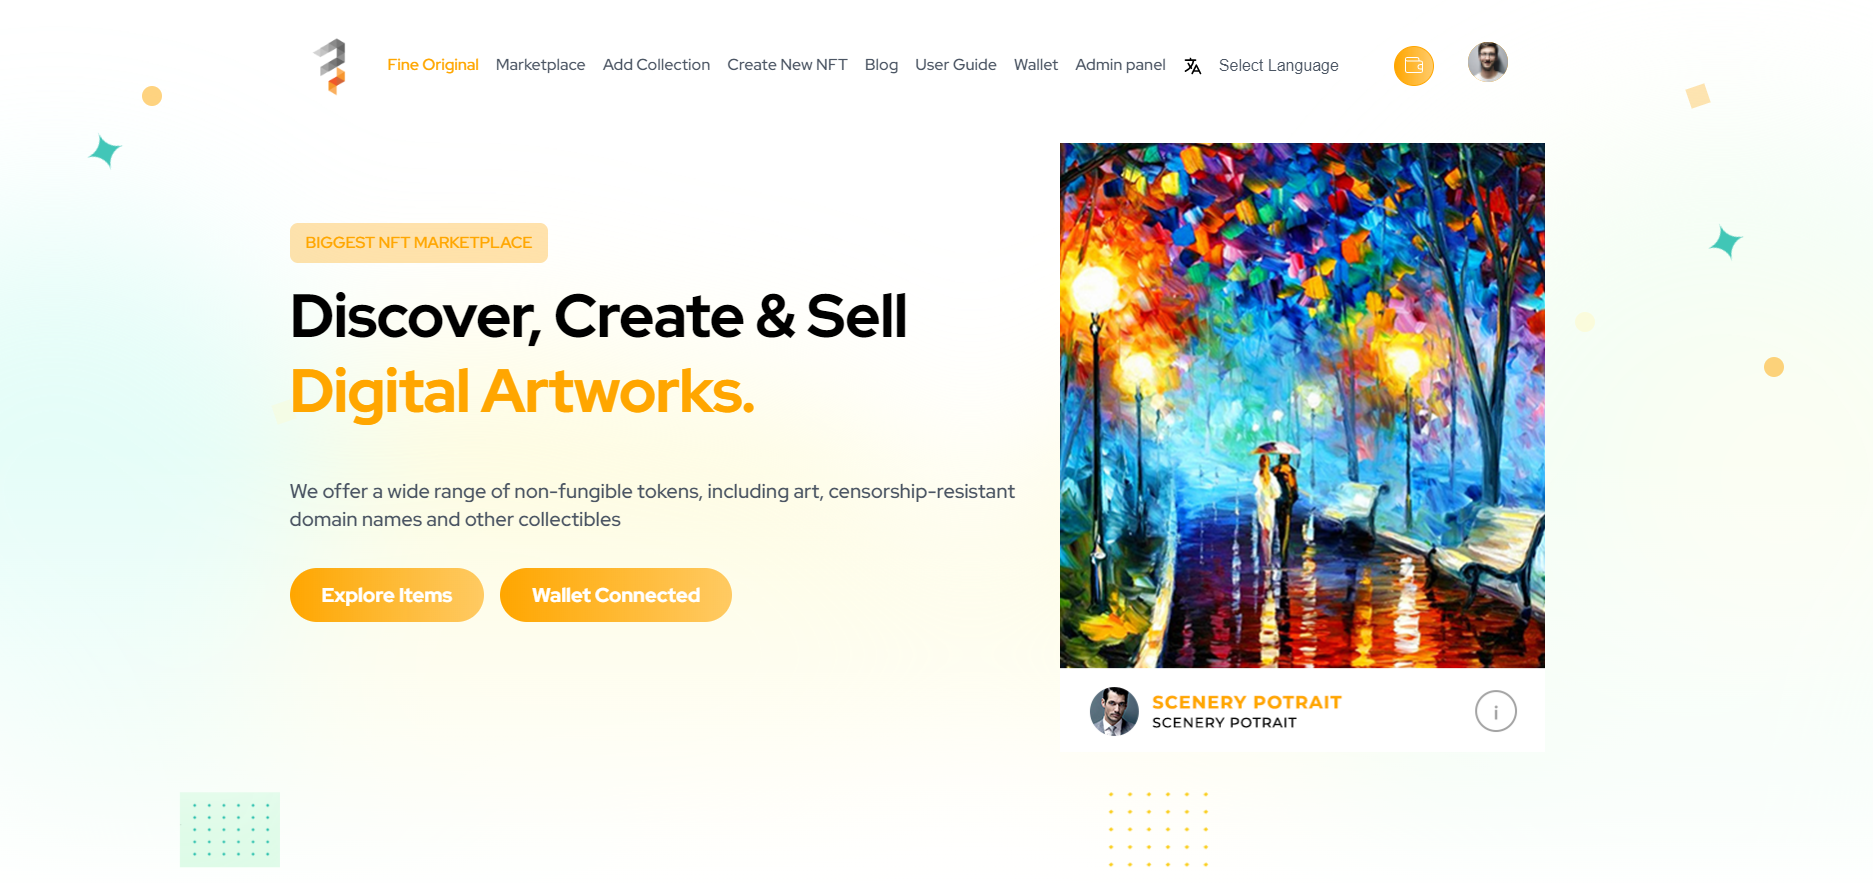 Fine Original Marketplace Add Collection Create New NFT Blog User Guide Wallet Admin panel Select Language
BIGGEST NFT MARKETPLACE
Discover, Create & Sell
Digital Artworks.
We offer a wide range of non-fungible tokens, including art, censorship-resistant
domain names and other collectibles
Explore Items Wallet Connected
SCENERY POTRAIT
SCENERY POTRAIT